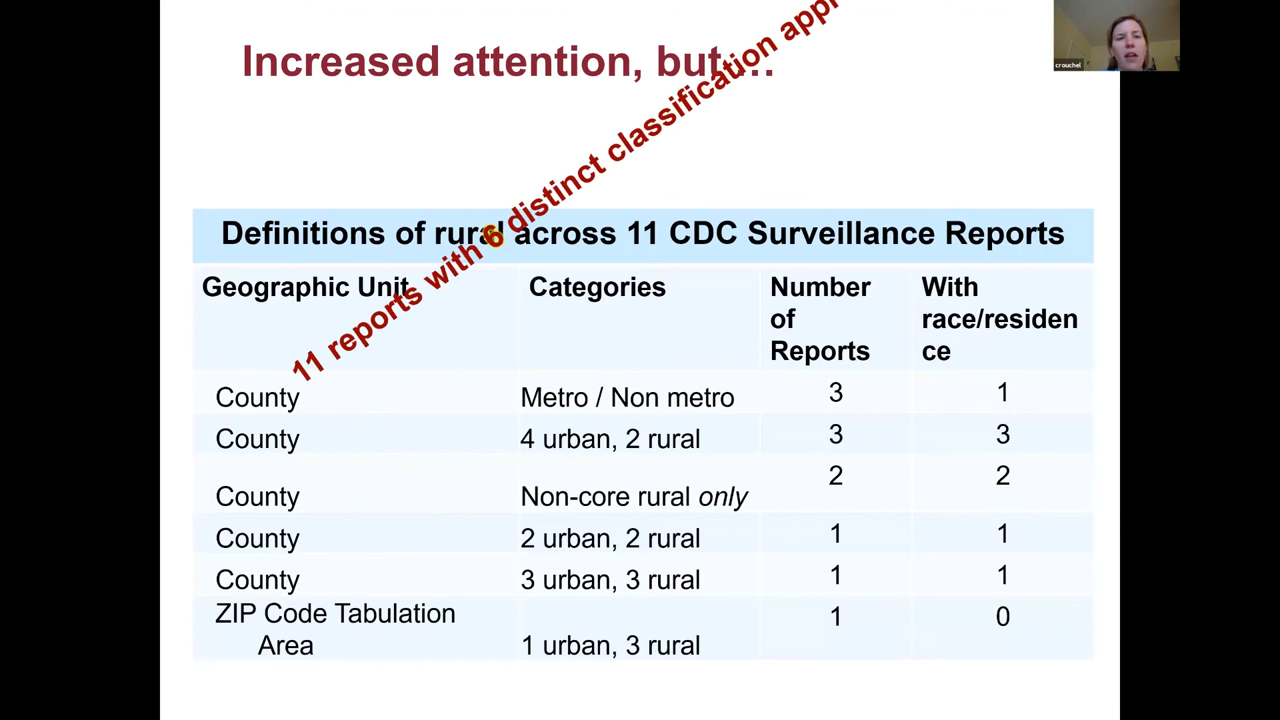 Increased attention, but….
crouchel
11 reports with 6 distinct classification
Definitions of rural across 11 CDC Surveillance Reports
Geographic Unit Categories Number of Reports With race/residence
County Metro / Non metro 3 1
County 4 urban, 2 rural 3 3
County Non-core rural only 2 2
County 2 urban, 2 rural 1 1
County 3 urban, 3 rural 1 1
ZIP Code Tabulation Area 1 urban, 3 rural 1 0